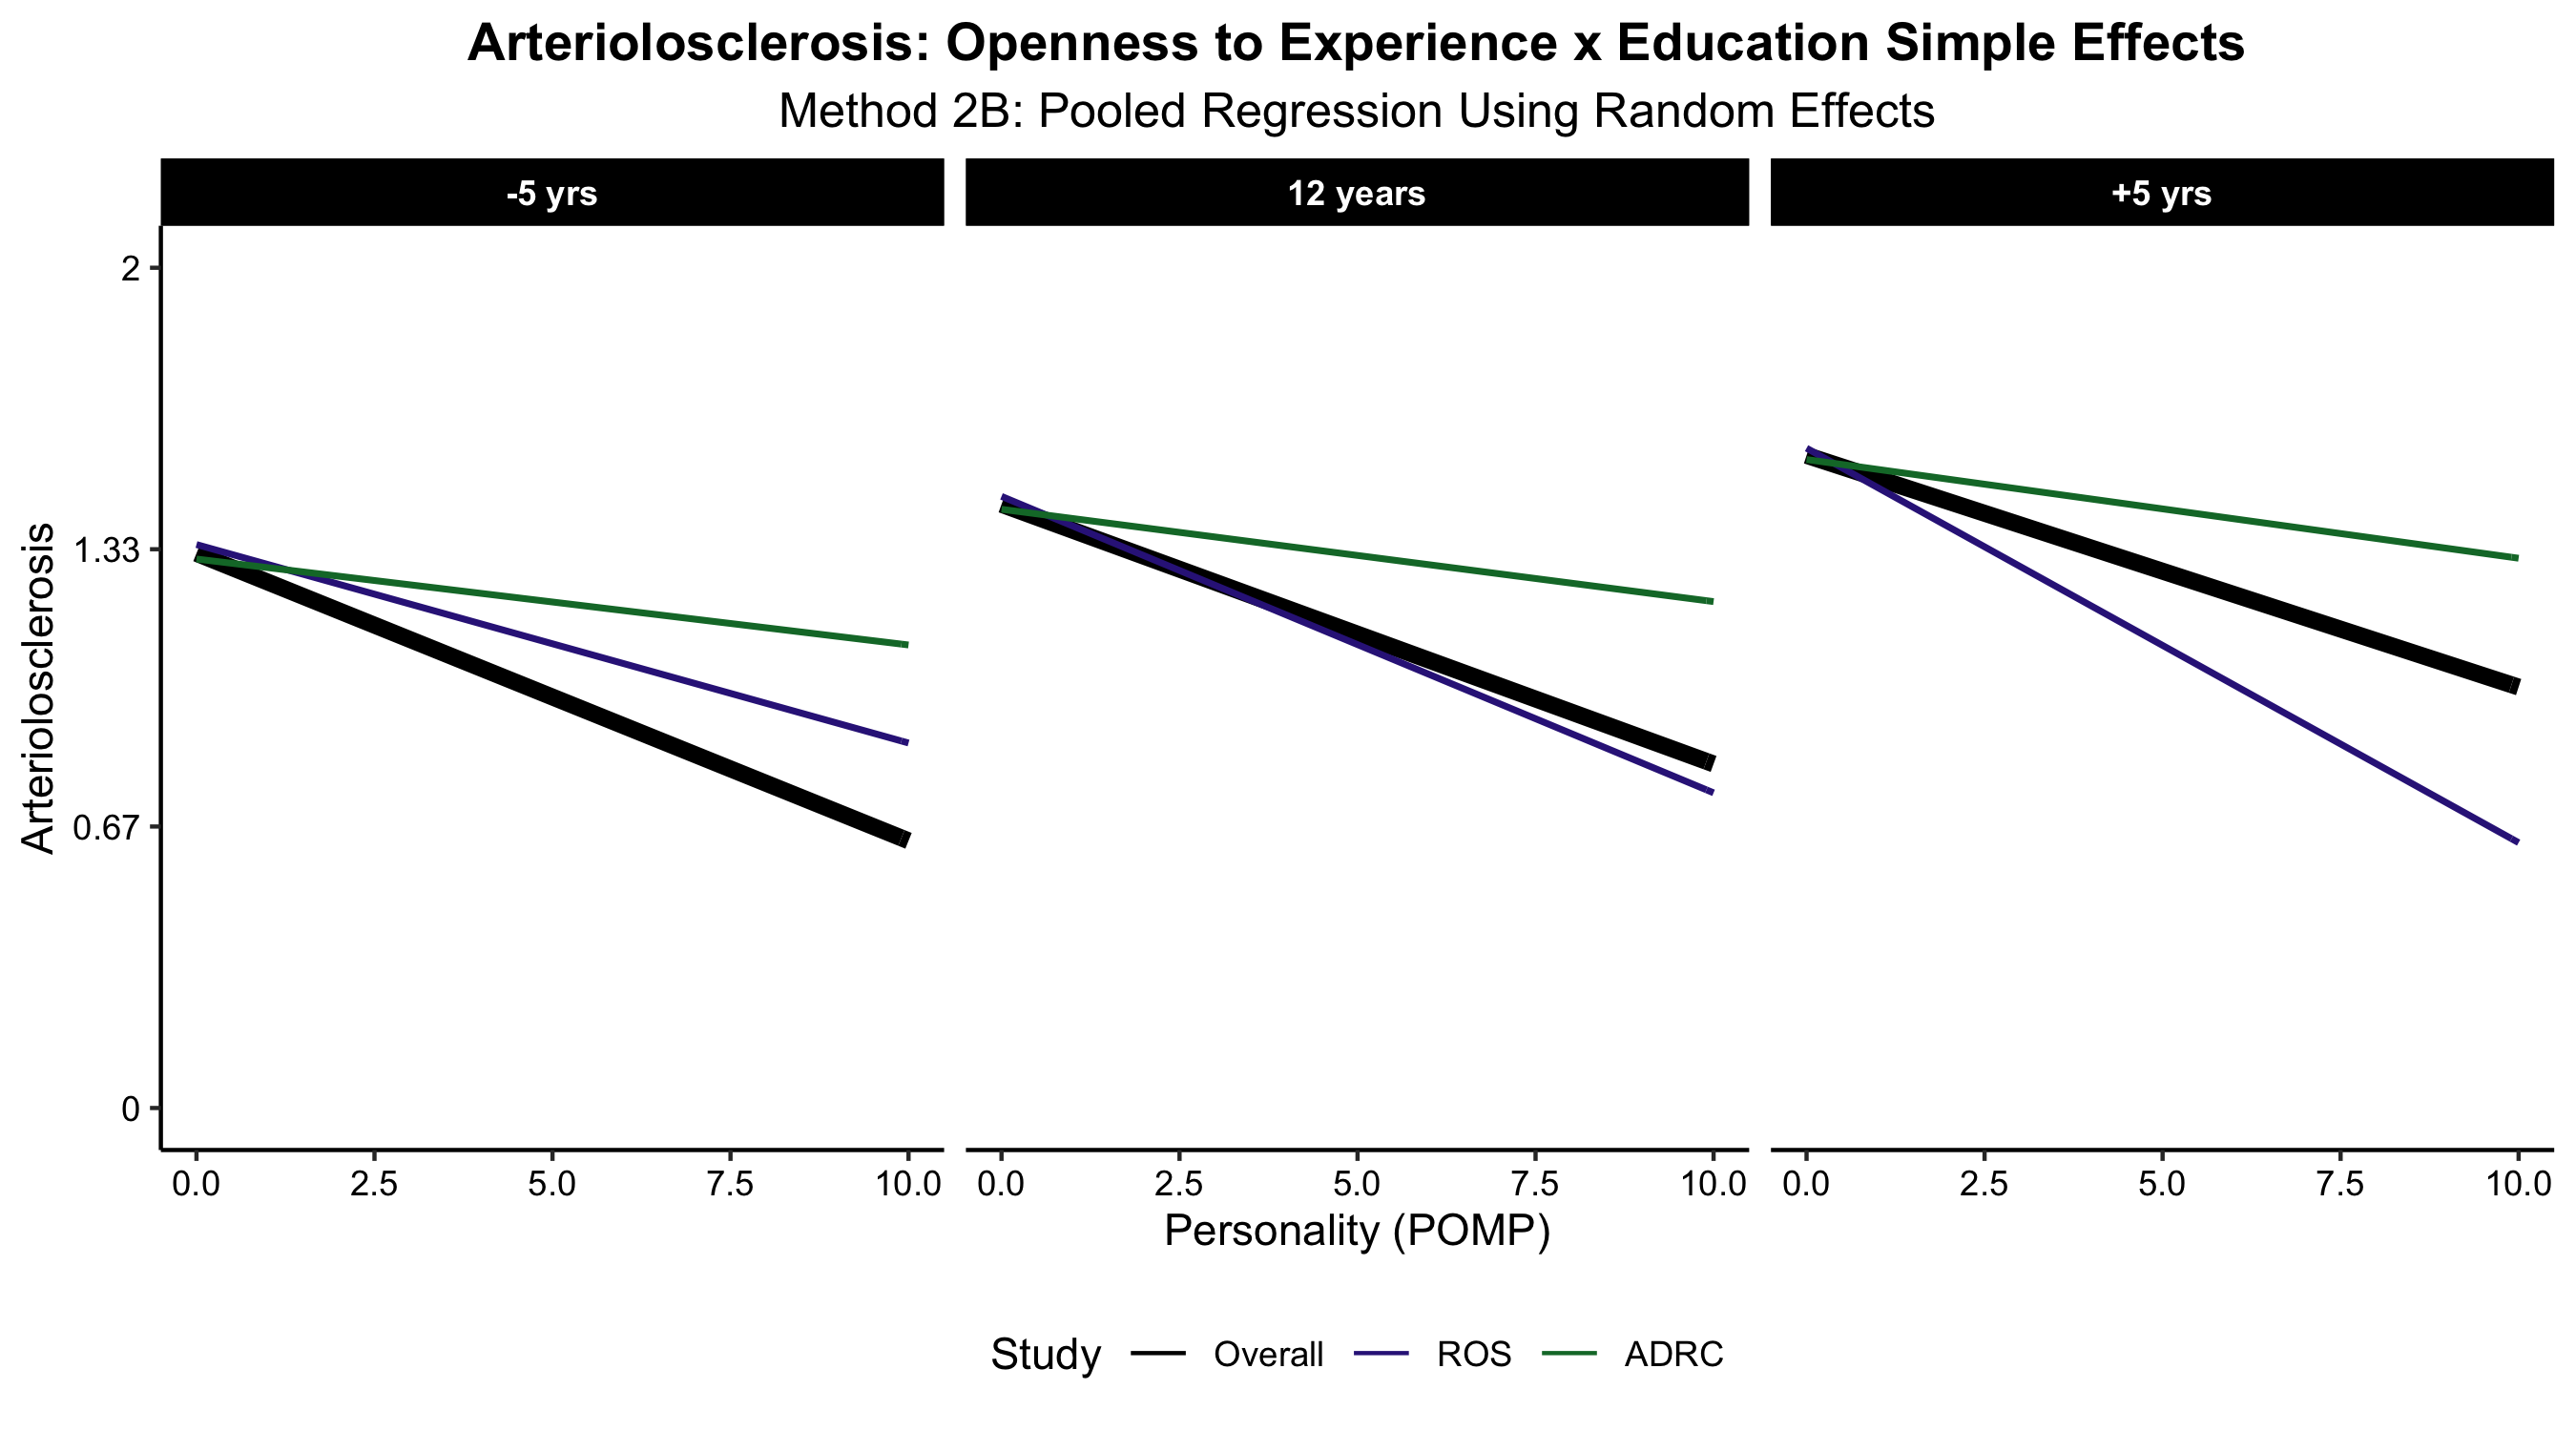 Arteriolosclerosis: Openness to Experience x Education Simple Effects
Method 2B: Pooled Regression Using Random Effects
-5 yrs
12 years
+5 yrs
Arteriolosclerosis
2
1.33
0.67
0
0.0 2.5 5.0 7.5 10.0
0.0 2.5 5.0 7.5 10.0
0.0 2.5 5.0 7.5 10.0
Personality (POMP)
Study Overall ROS ADRC